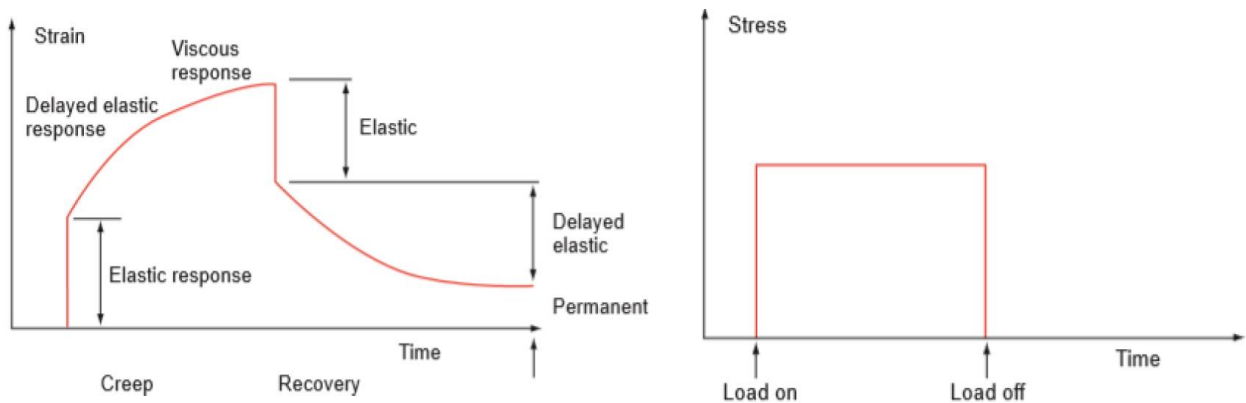 Strain
Viscous
response
Delayed elastic
response
Elastic
Delayed
elastic
Elastic response
Permanent
Time
Creep
Recovery
Stress
Time
Load on
Load off